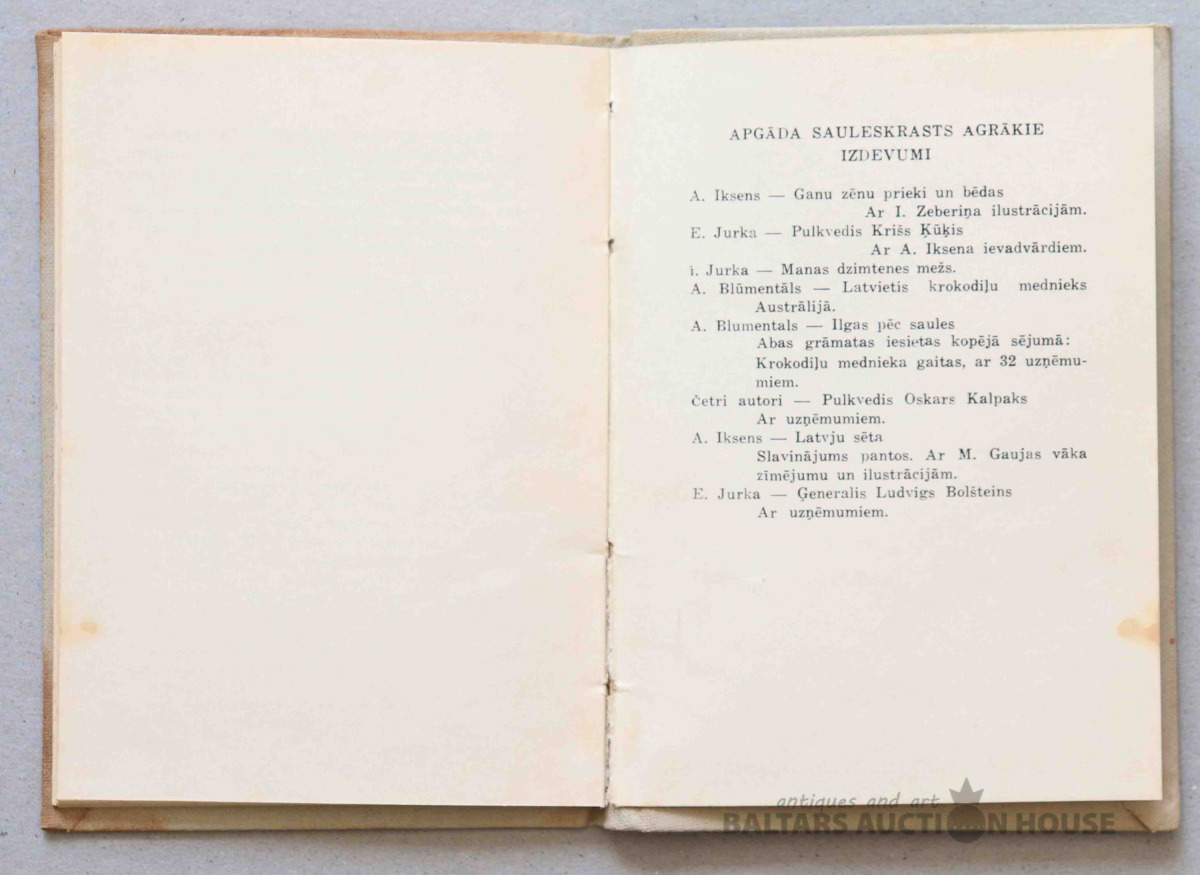 APGĀDA SAULESKRASTS AGRĀKIE
IZDEVUMI
A. Iksens — Ganu zēnu prieki un bēdas
Ar I. Zeberiņa ilustrācijām.
E. Jurka — Pulkvedis Krišs Ķūķis
Ar A. Iksena ievadvārdiem.
i. Jurka — Manas dzimtenes mežs.
A. Blūmentāls — Latvietis krokodiļu mednieks
Austrālijā.
A. Blumentals — Ilgas pēc saules
Abas grāmatas iesietas kopējā sējumā:
Krokodiļu mednieka gaitas, ar 32 uzņēmu-
miem.
Četri autori — Pulkvedis Oskars Kalpaks
Ar uzņēmumiem.
A. Iksens — Latvju sēta
Slavinājums pantos. Ar M. Gaujas vāka
zīmējumu un ilustrācijām.
E. Jurka — Ģeneralis Ludvigs Bolšteins
Ar uzņēmumiem.
antiques and art
BALTARS AUCTION HOUSE